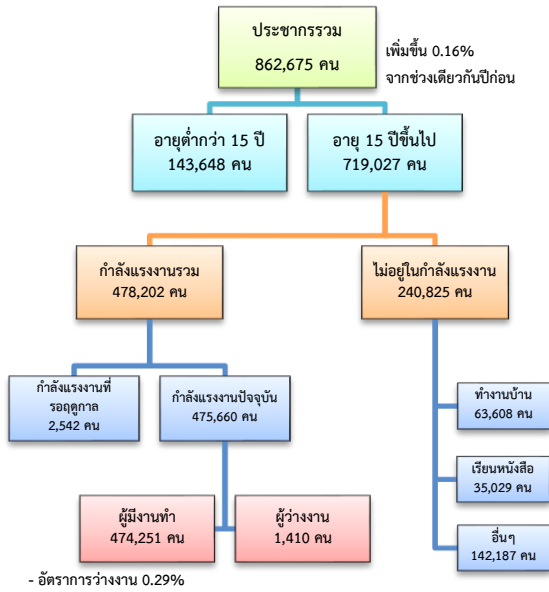 ประชากรรวม
862,675 คน
เพิ่มขึ้น 0.16%
จากช่วงเดียวกันปีก่อน
อายุต่ำกว่า 15 ปี
143,648 คน
อายุ 15 ปีขึ้นไป
719,027 คน
กำลังแรงงานรวม
478,202 คน
ไม่อยู่ในกำลังแรงงาน
240,825 คน
กำลังแรงงานที่
รอฤดูกาล
2,542 คน
กำลังแรงงานปัจจุบัน
475,660 คน
ทำงานบ้าน
63,608 คน
เรียนหนังสือ
35,029 คน
อื่นๆ
142,187 คน
ผู้มีงานทำ
474,251 คน
ผู้ว่างงาน
1,410 คน
- อัตราการว่างงาน 0.29%